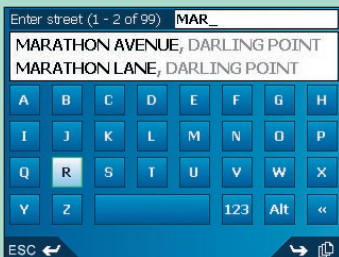 Enter street (1 - 2 of 99) MAR_
MARATHON AVENUE, DARLING POINT
MARATHON LANE, DARLING POINT
A B C D E F G H
I J K L M N O P
Q R S T U V W X
Y Z 123 Alt «
ESC